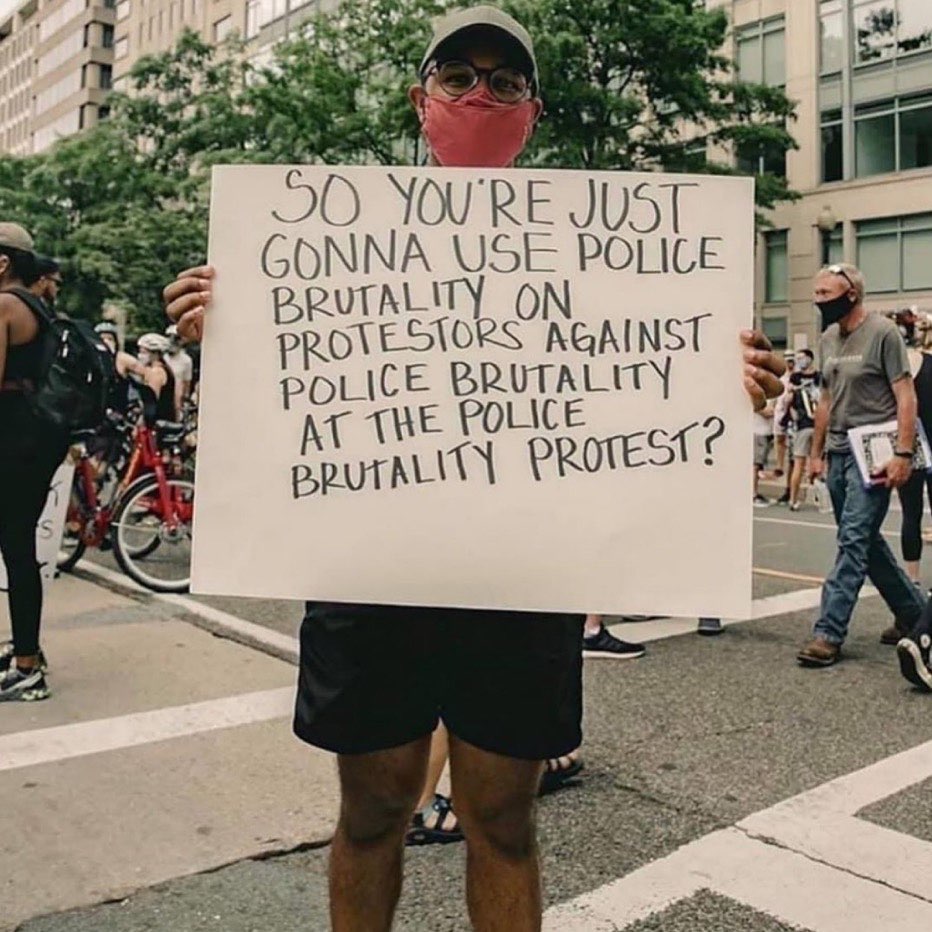 SO YOU'RE JUST
GONNA USE POLICE
BRUTALITY ON
PROTESTORS AGAINST
POLICE BRUTALITY
AT THE POLICE
BRUTALITY PROTEST?